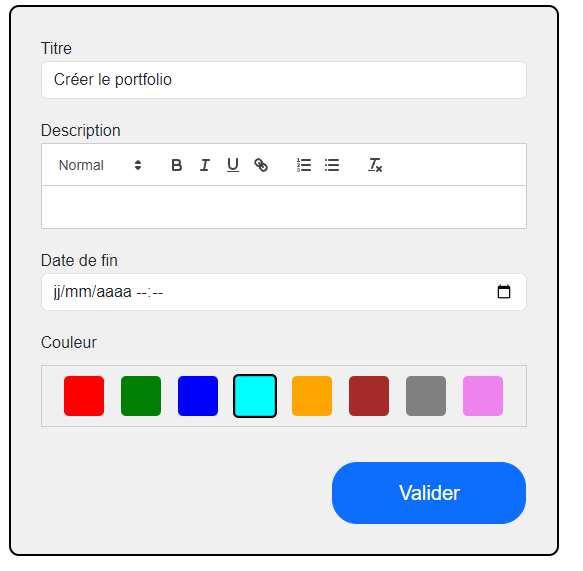 Titre
Créer le portfolio
Description
Normal B I U
Date de fin
jj/mm/aaaa --:--
Couleur
Valider